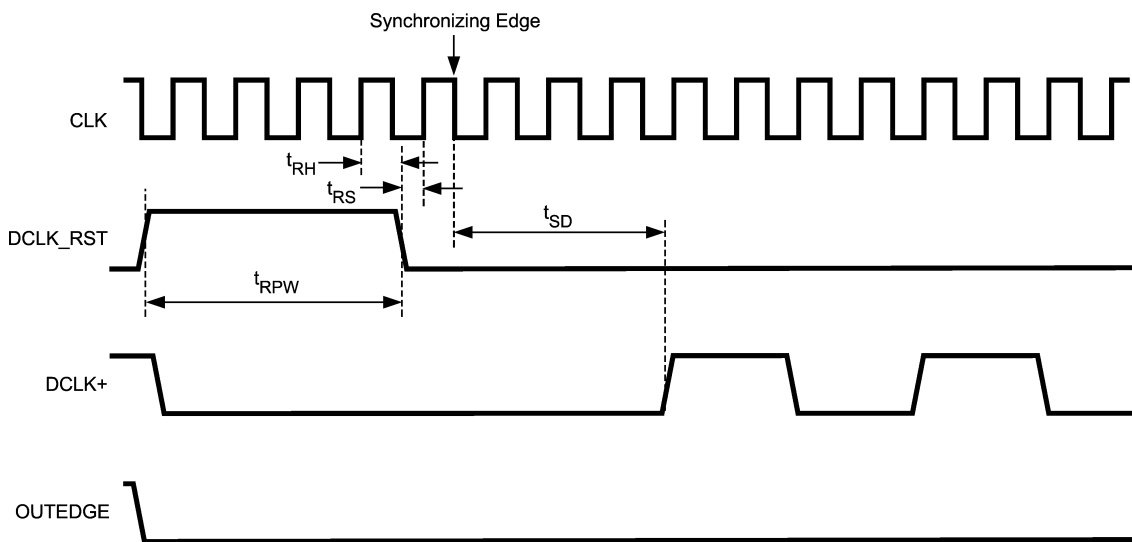 Synchronizing Edge
CLK
tRH
tRS
DCLK_RST
tSD
tRPW
DCLK+
OUTEDGE